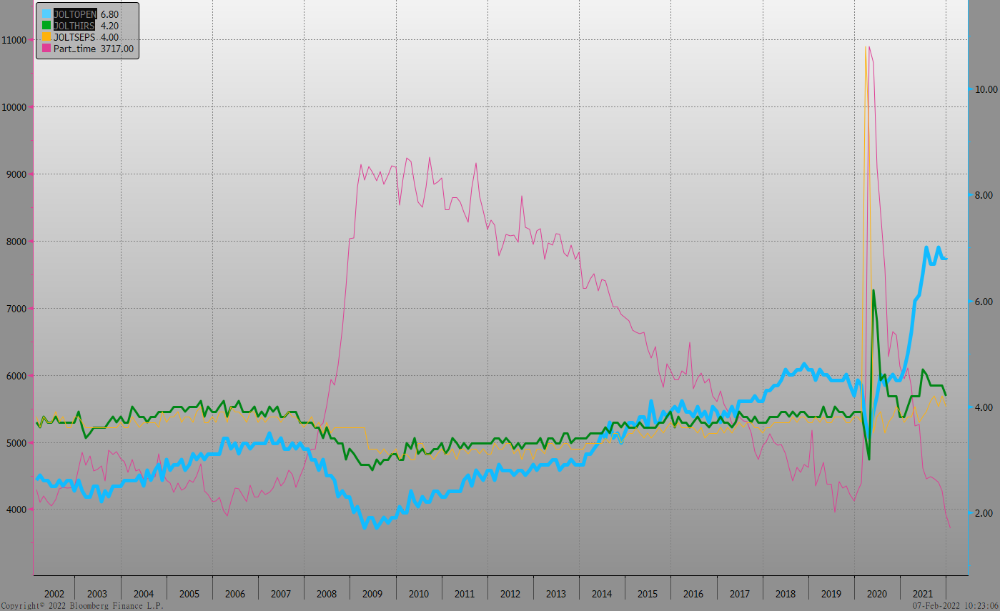 JOLTOPEN 6.80
JOLTHIRS 4.20
JOLTSEPS 4.00
Part_time 3717.00
11000
10000
9000
8000
7000
6000
5000
4000
10.00
8.00
6.00
4.00
2.00
2002 2003 2004 2005 2006 2007 2008 2009 2010 2011 2012 2013 2014 2015 2016 2017 2018 2019 2020 2021
Copyright© 2022 Bloomberg Finance L.P. 07-Feb-2022 10:23:06